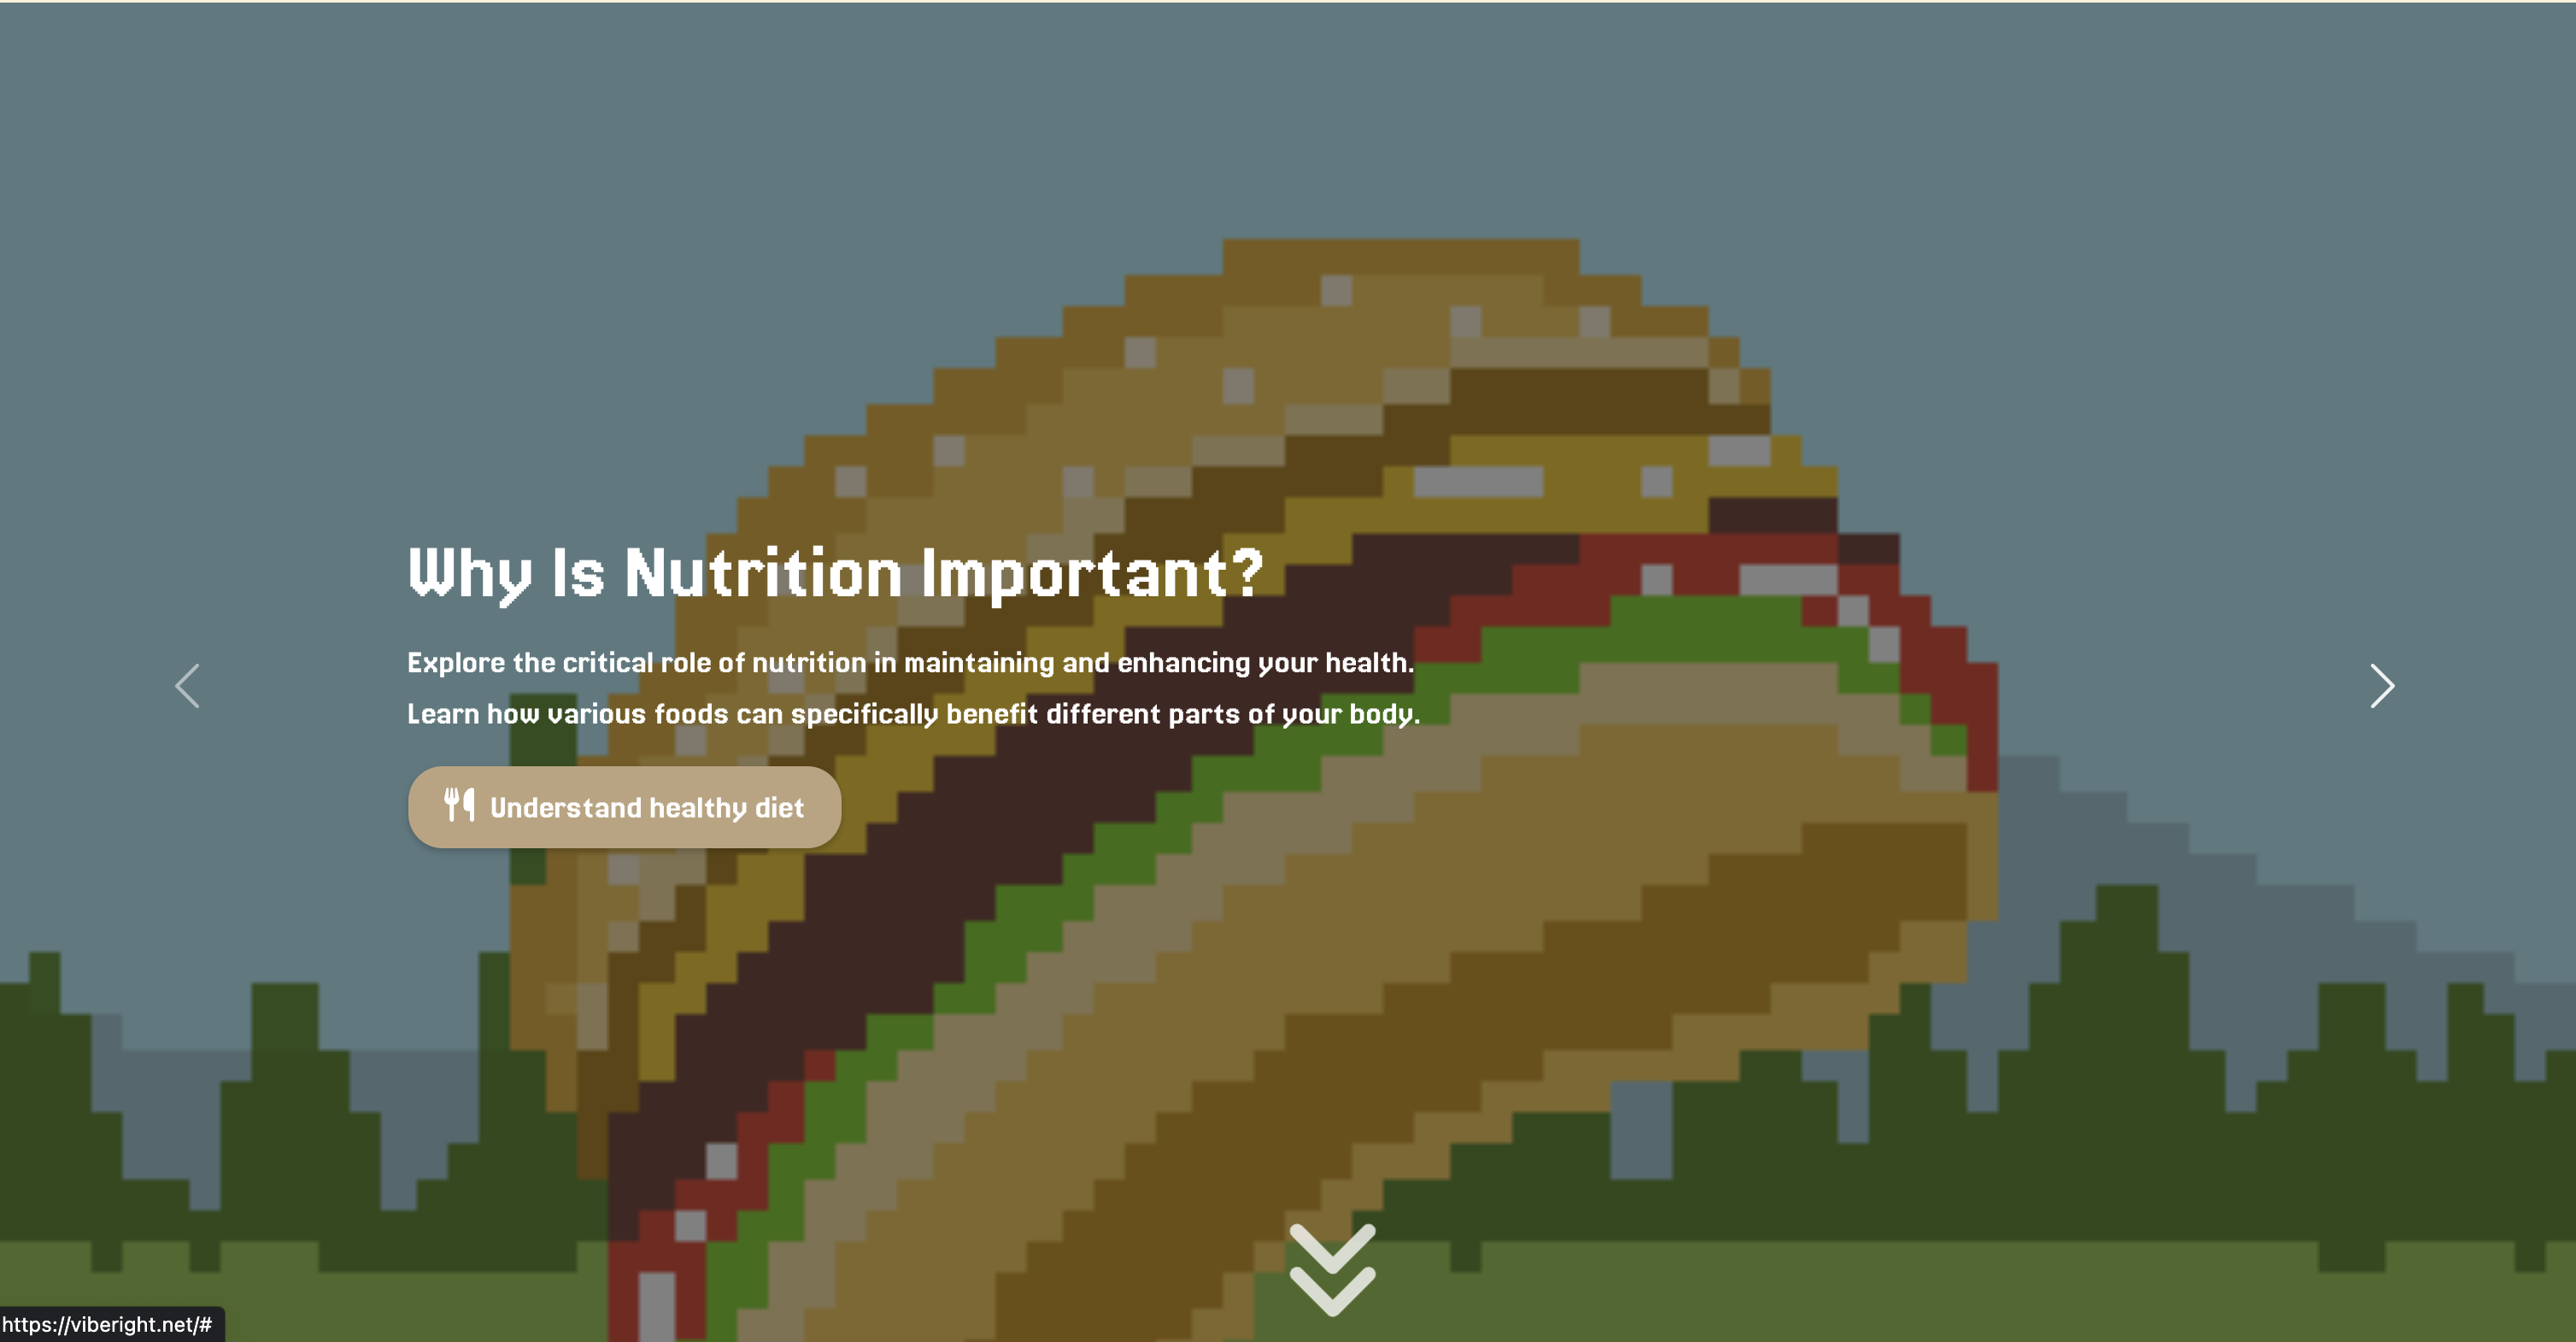 Why Is Nutrition Important?
Explore the critical role of nutrition in maintaining and enhancing your health.
Learn how various foods can specifically benefit different parts of your body.
Understand healthy diet
https://viberight.net/#